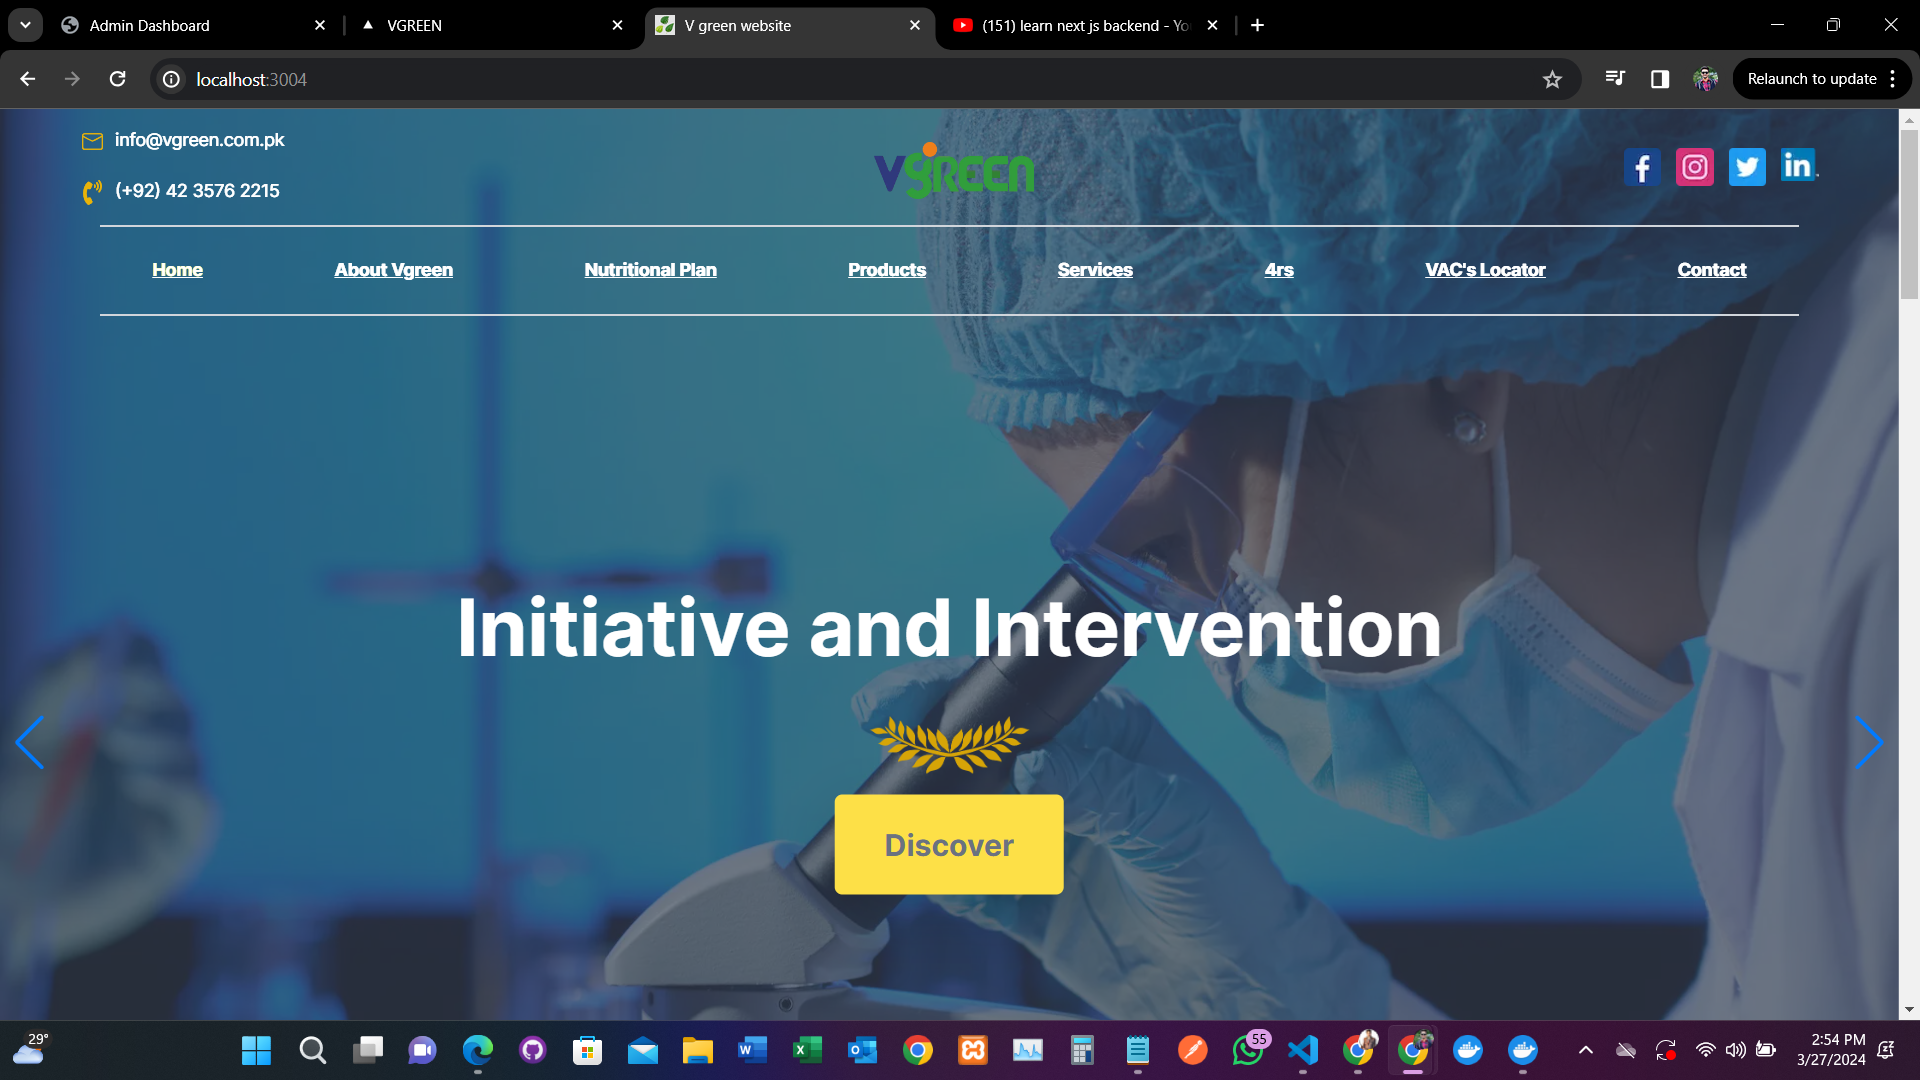 Admin Dashboard
VGREEN
V green website
(151) learn next js backend - Yo
localhost:3004
Relaunch to update
info@vgreen.com.pk
(+92) 42 3576 2215
vgreen
Home
About Vgreen
Nutritional Plan
Products
Services
4rs
VAC's Locator
Contact
Initiative and Intervention
Discover
29°
55
2:54 PM
3/27/2024